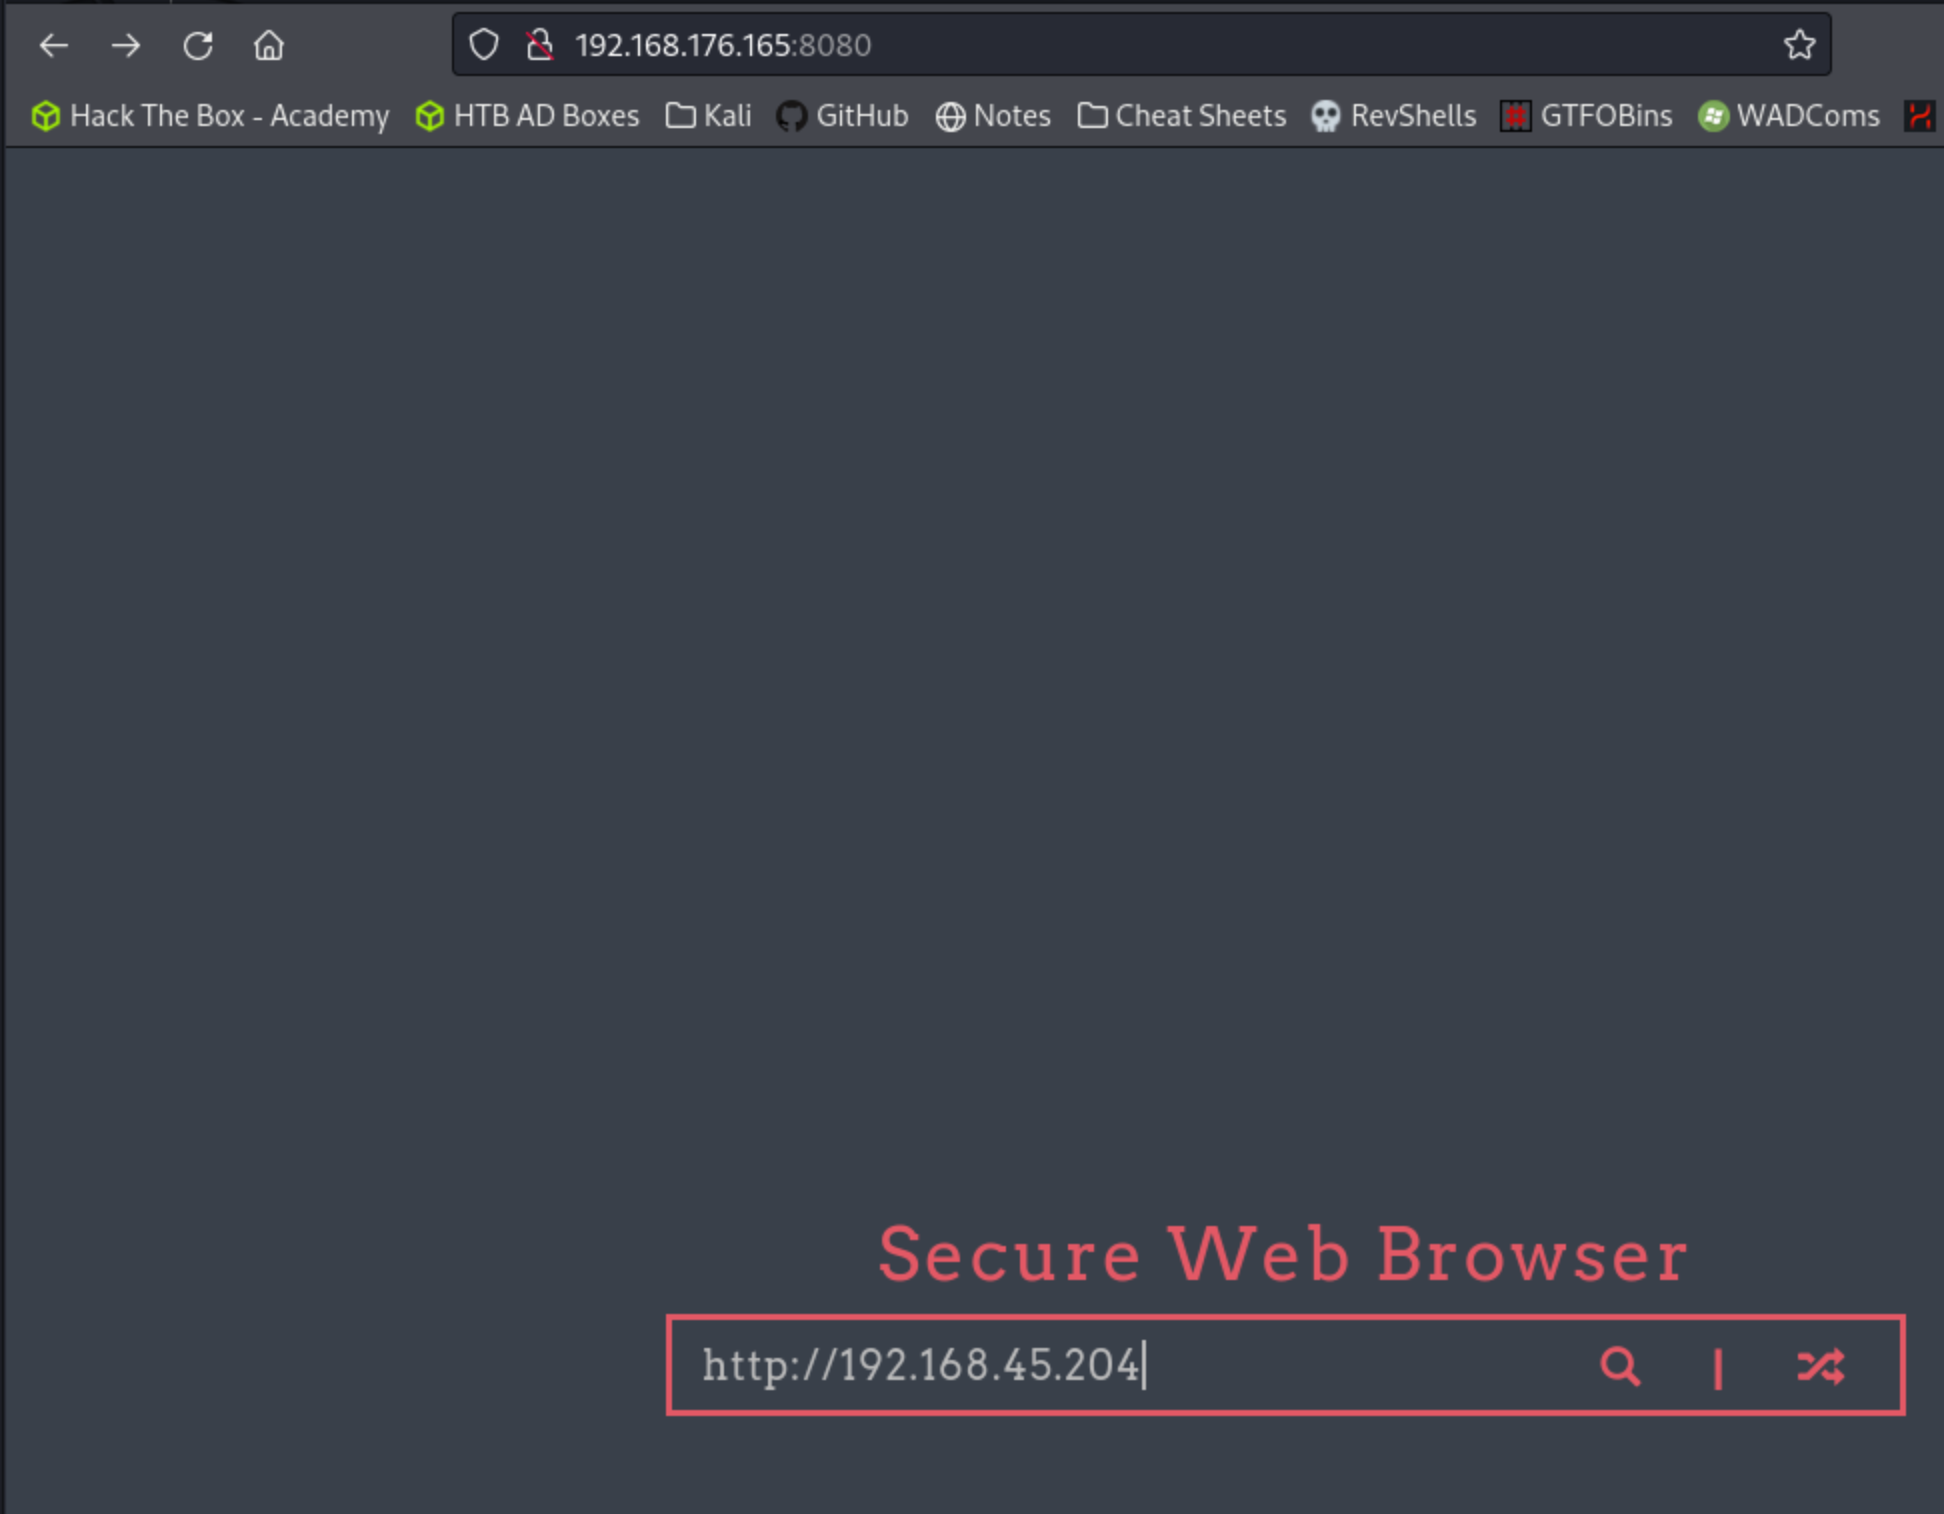 192.168.176.165:8080
Hack The Box - Academy HTB AD Boxes Kali GitHub Notes Cheat Sheets RevShells GTFOBins WADComs
Secure Web Browser
http://192.168.45.204